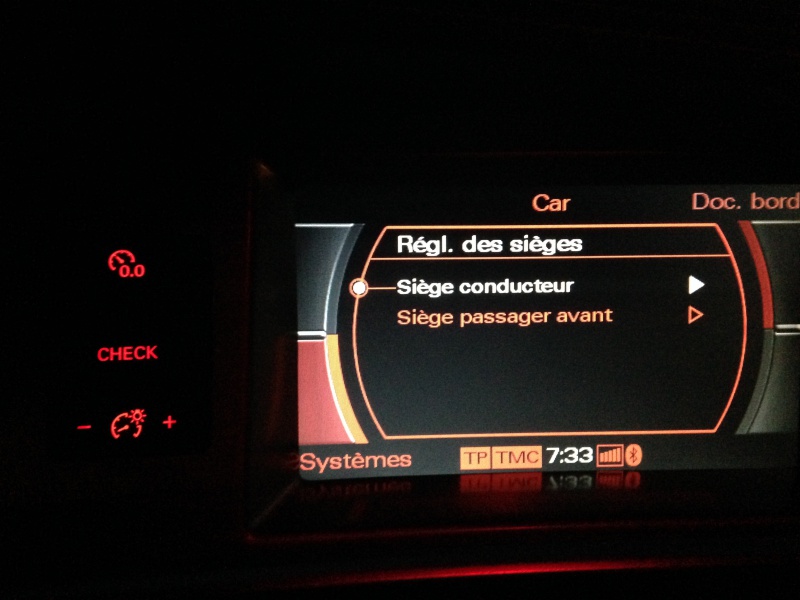 Car
Doc. bord
Régl. des sièges
Siège conducteur
Siège passager avant
Systèmes
TP TMC 7:33
0.0
CHECK
- +